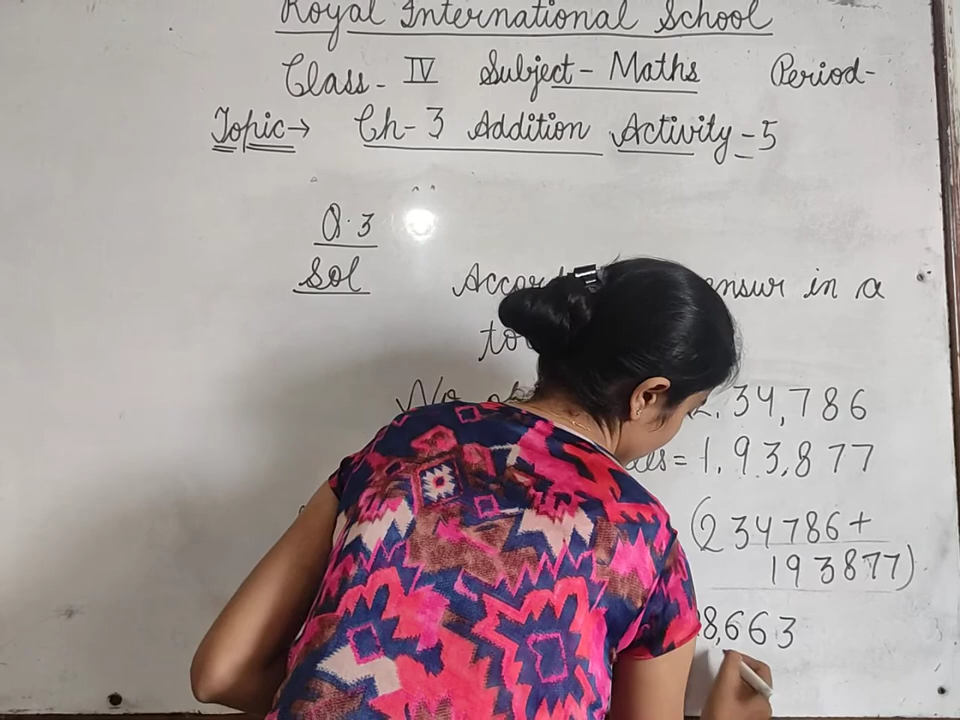 Royal International School
Class- IV Subject- Maths Period-
Topic→ Ch-3 Addition Activity-5
Q.3
Sol
ensur in a
No
34,786
= 1,93,877
(234786+
193877)
8,663